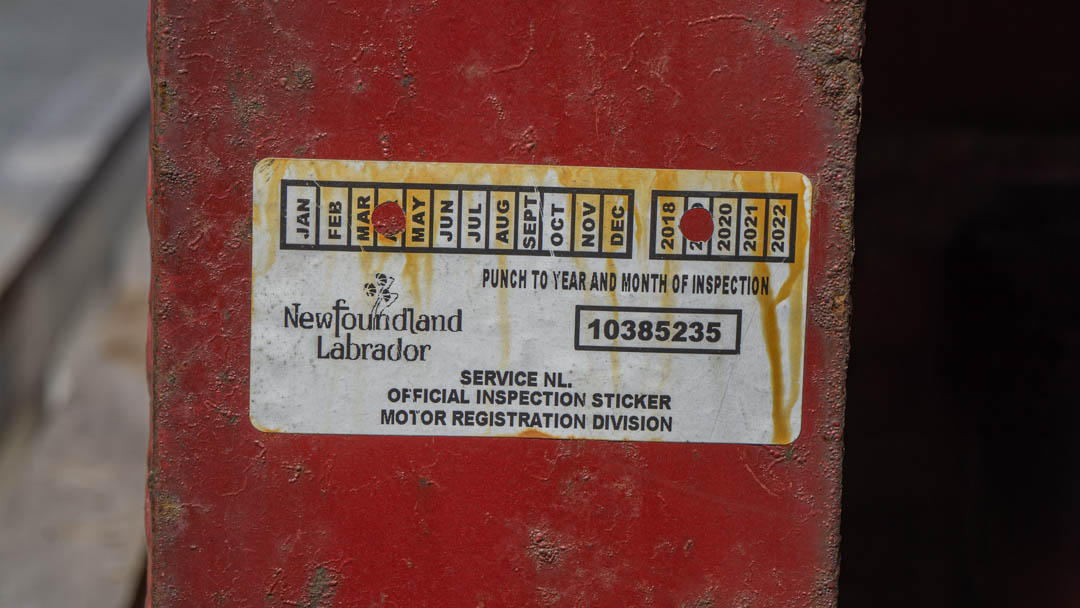 JAN FEB MAR MAY JUN JUL AUG SEPT OCT NOV DEC 2018 2020 2021 2022
PUNCH TO YEAR AND MONTH OF INSPECTION
Newfoundland
Labrador
10385235
SERVICE NL.
OFFICIAL INSPECTION STICKER
MOTOR REGISTRATION DIVISION